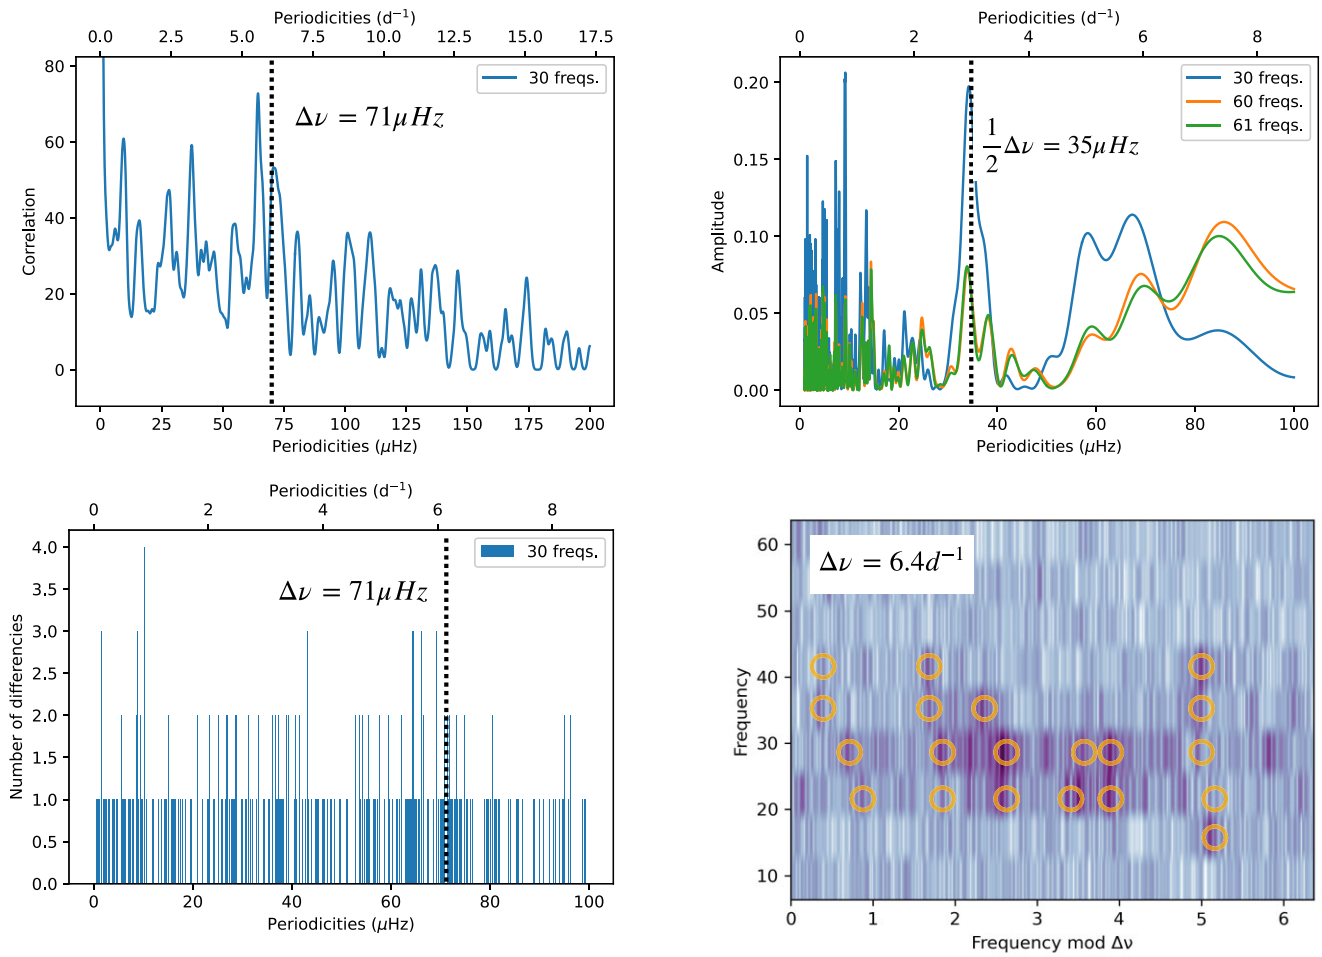 Periodicities (d⁻¹)
0.0 2.5 5.0 7.5 10.0 12.5 15.0 17.5
80
60
40
20
0
Correlation
30 freqs.
Δν = 71μHz
0 25 50 75 100 125 150 175 200
Periodicities (μHz)
Periodicities (d⁻¹)
0 2 4 6 8
0.20
0.15
0.10
0.05
0.00
Amplitude
30 freqs.
60 freqs.
61 freqs.
1/2 Δν = 35μHz
0 20 40 60 80 100
Periodicities (μHz)
Periodicities (d⁻¹)
0 2 4 6 8
4.0
3.5
3.0
2.5
2.0
1.5
1.0
0.5
0.0
Number of differencies
30 freqs.
Δν = 71μHz
0 20 40 60 80 100
Periodicities (μHz)
60
50
40
30
20
10
Frequency
Δν = 6.4d⁻¹
0 1 2 3 4 5 6
Frequency mod Δν